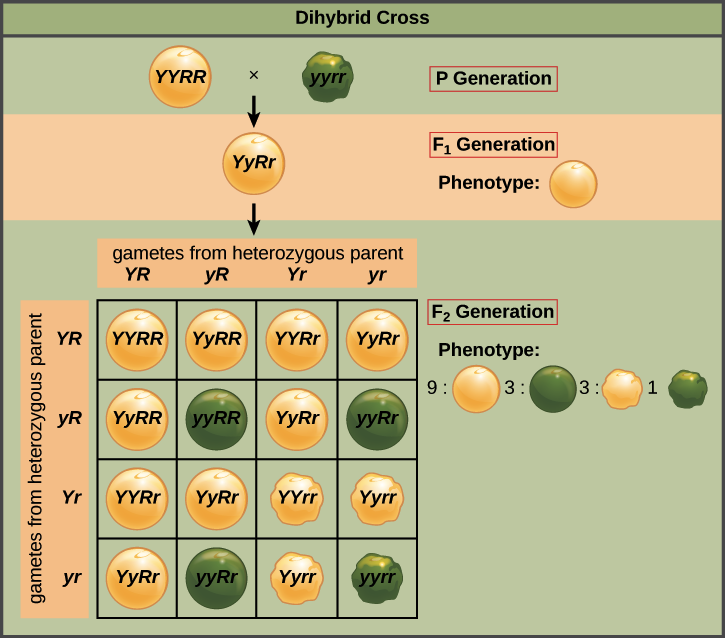 Dihybrid Cross
YYRR × yyrr
P Generation
YyRr
F₁ Generation
Phenotype:
gametes from heterozygous parent
YR yR Yr yr
gametes from heterozygous parent
YR YYRR YyRR YYRr YyRr
yR YyRR yyRR YyRr yyRr
Yr YYRr YyRr YYrr Yyrr
yr YyRr yyRr Yyrr yyrr
F₂ Generation
Phenotype:
9 : 3 : 3 : 1